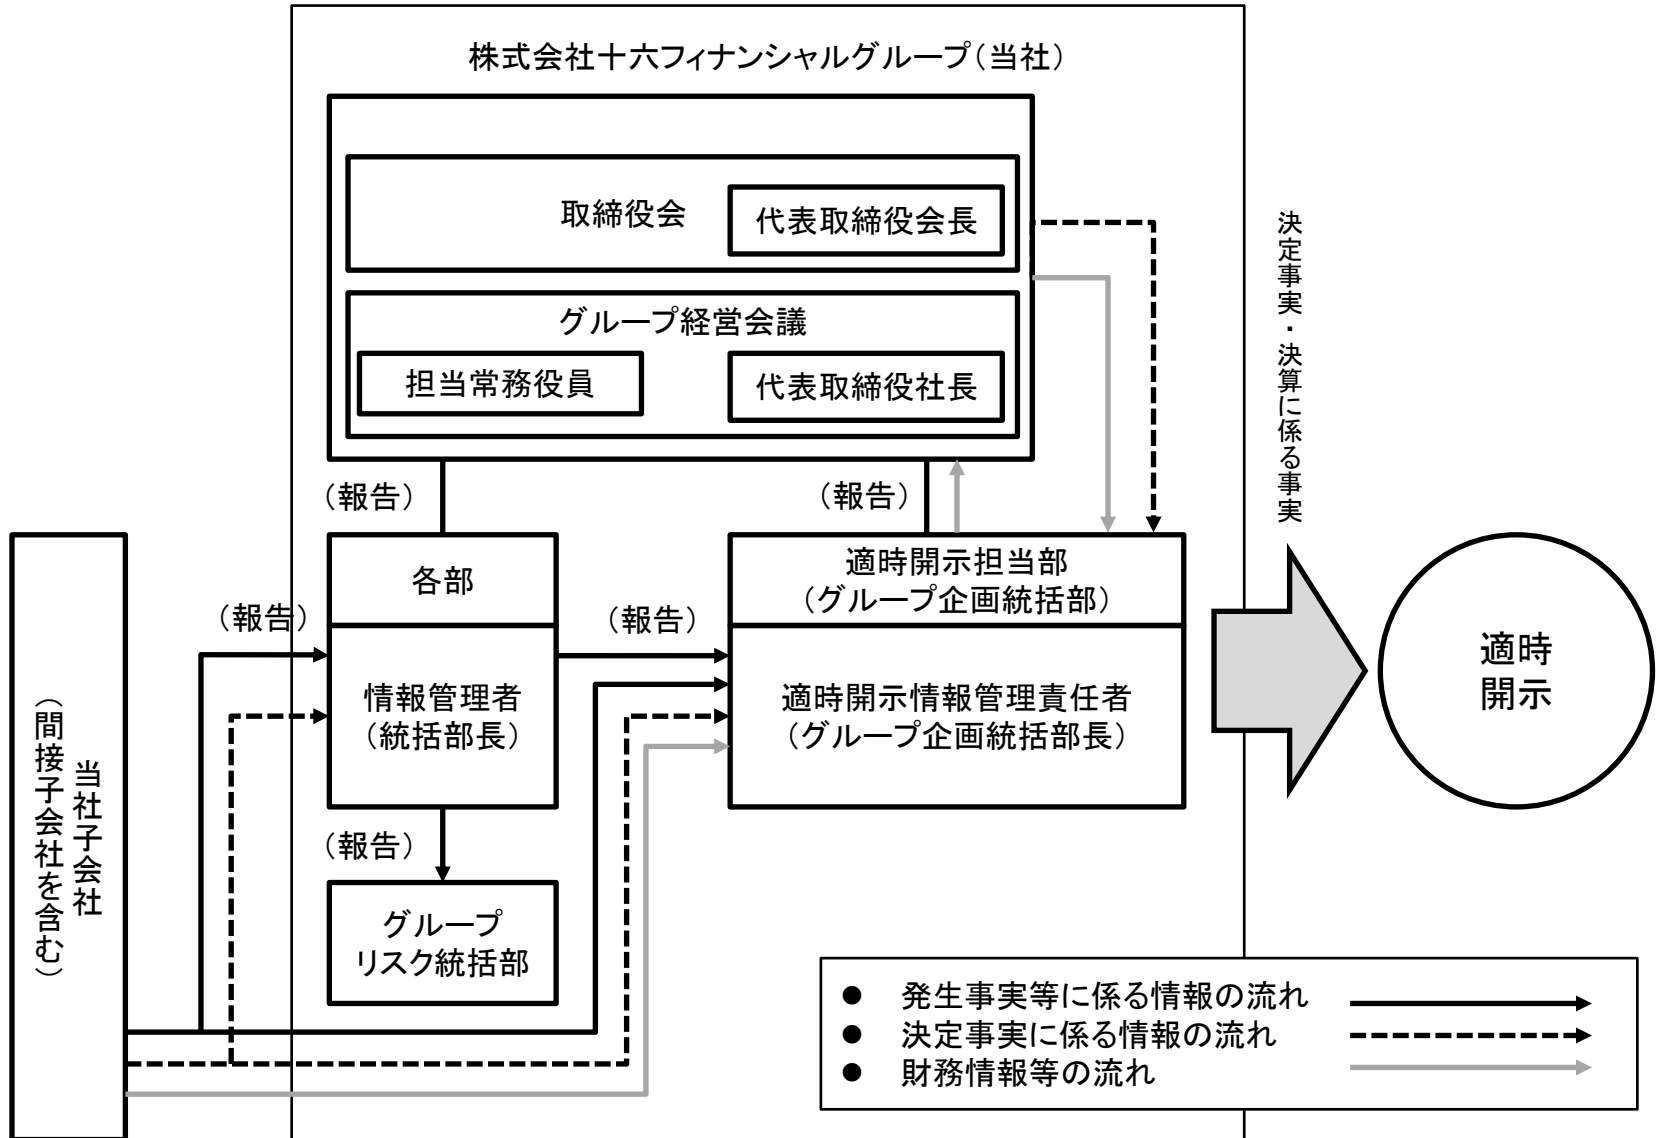 株式会社十六フィナンシャルグループ（当社）
取締役会
代表取締役会長
グループ経営会議
担当常務役員
代表取締役社長
（報告）
（報告）
各部
情報管理者
（統括部長）
（報告）
（報告）
適時開示担当部
（グループ企画統括部）
適時開示情報管理責任者
（グループ企画統括部長）
（報告）
グループ
リスク統括部
当社子会社
（間接子会社を含む）
決定事実・決算に係る事実
適時
開示
● 発生事実等に係る情報の流れ
● 決定事実に係る情報の流れ
● 財務情報等の流れ